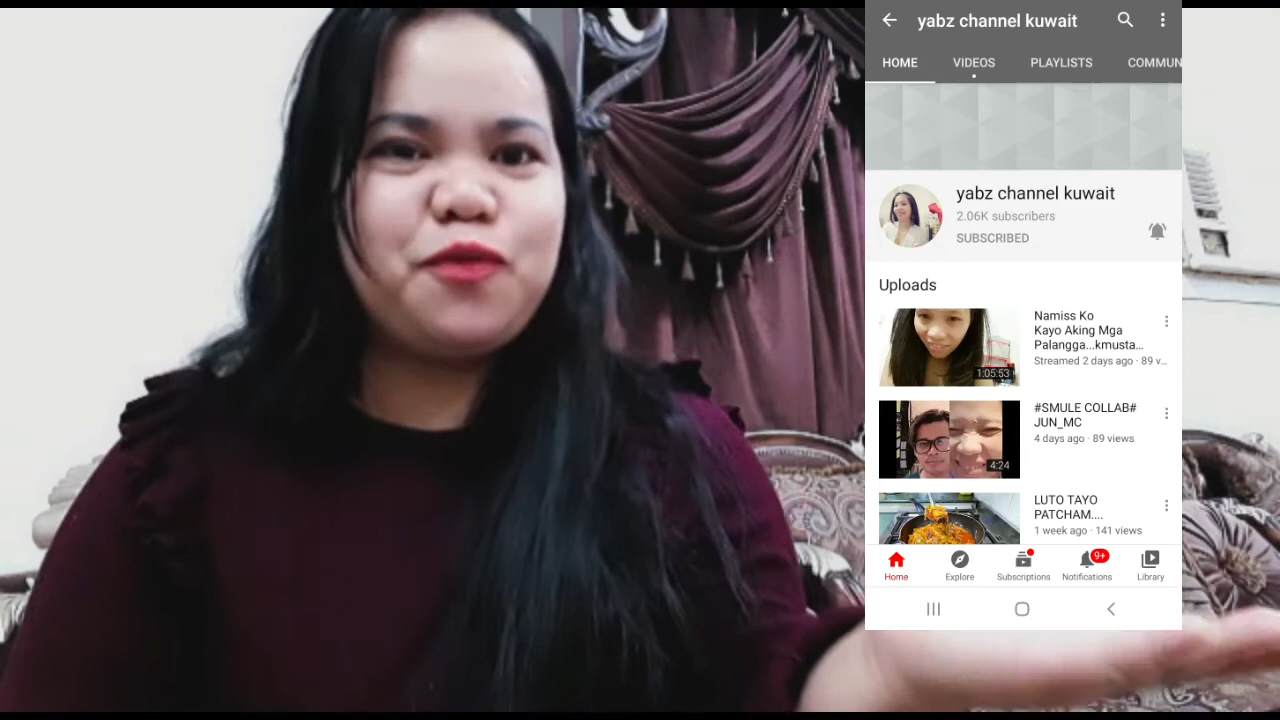 yabz channel kuwait
HOME VIDEOS PLAYLISTS COMMUN
yabz channel kuwait
2.06K subscribers
SUBSCRIBED
Uploads
Namiss Ko
Kayo Aking Mga
Palangga...kmusta...
Streamed 2 days ago · 89 v...
1:05:53
#SMULE COLLAB#
JUN_MC
4 days ago · 89 views
4:24
LUTO TAYO
PATCHAM....
1 week ago · 141 views
9+
Home Explore Subscriptions Notifications Library